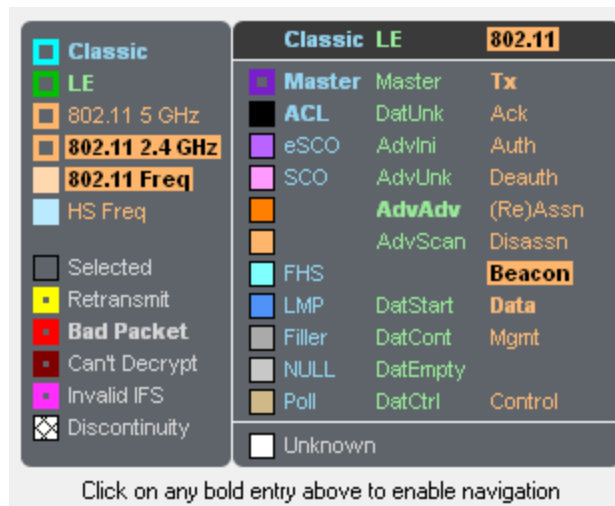 Classic
LE
802.11 5 GHz
802.11 2.4 GHz
802.11 Freq
HS Freq
Selected
Retransmit
Bad Packet
Can't Decrypt
Invalid IFS
Discontinuity
Classic LE 802.11
Master Master Tx
ACL DatUnk Ack
eSCO AdvIni Auth
SCO AdvUnk Deauth
AdvAdv (Re)Assn
AdvScan Disassn
FHS Beacon
LMP DatStart Data
Filler DatCont Mgmt
NULL DatEmpty
Poll DatCtrl Control
Unknown
Click on any bold entry above to enable navigation